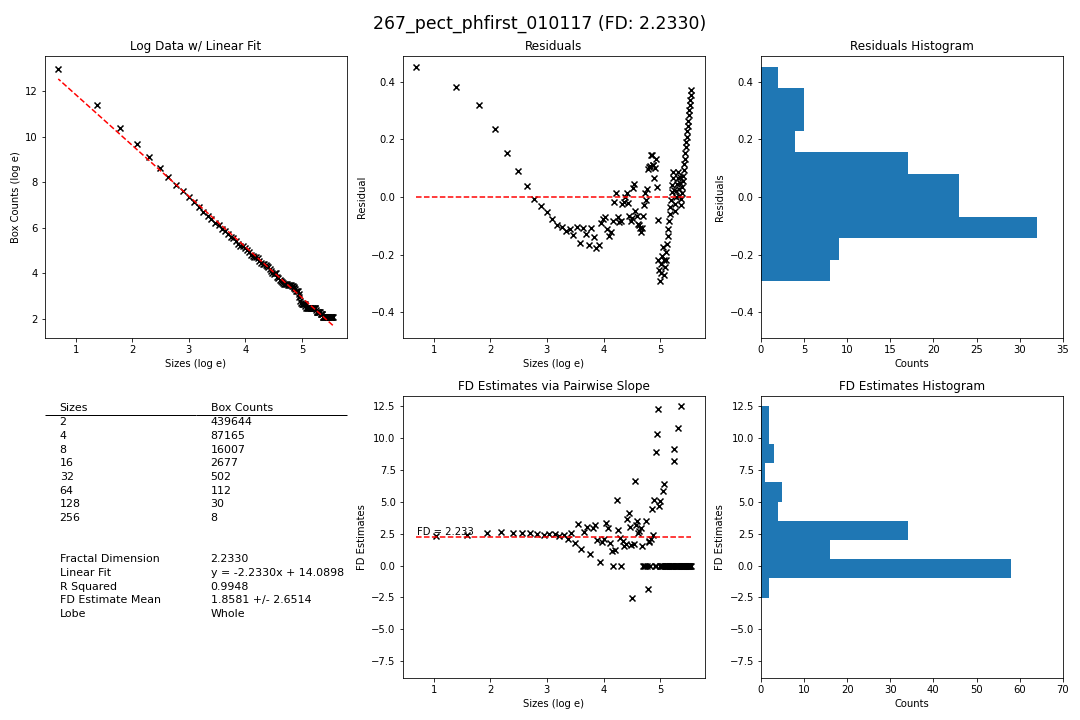 267_pect_phfirst_010117 (FD: 2.2330)
Log Data w/ Linear Fit
Box Counts (log e)
12
10
8
6
4
2
1 2 3 4 5
Sizes (log e)
Residuals
Residual
0.4
0.2
0.0
−0.2
−0.4
1 2 3 4 5
Sizes (log e)
Residuals Histogram
Residuals
0.4
0.2
0.0
−0.2
−0.4
0 5 10 15 20 25 30 35
Counts
Sizes Box Counts
2 439644
4 87165
8 16007
16 2677
32 502
64 112
128 30
256 8
Fractal Dimension 2.2330
Linear Fit y = -2.2330x + 14.0898
R Squared 0.9948
FD Estimate Mean 1.8581 +/- 2.6514
Lobe Whole
FD Estimates via Pairwise Slope
FD Estimates
12.5
10.0
7.5
5.0
2.5
0.0
−2.5
−5.0
−7.5
FD = 2.233
1 2 3 4 5
Sizes (log e)
FD Estimates Histogram
FD Estimates
12.5
10.0
7.5
5.0
2.5
0.0
−2.5
−5.0
−7.5
0 10 20 30 40 50 60 70
Counts